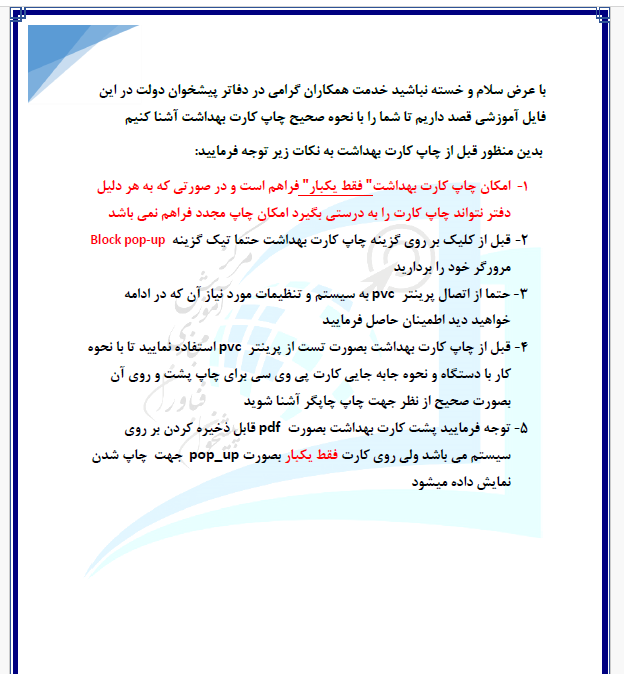 با عرض سلام و خسته نباشید خدمت همکاران گرامی در دفاتر پیشخوان دولت در این
فایل آموزشی قصد داریم تا شما را با نحوه صحیح چاپ کارت بهداشت آشنا کنیم
بدین منظور قبل از چاپ کارت بهداشت به نکات زیر توجه فرمایید:
۱- امکان چاپ کارت بهداشت" فقط یکبار" فراهم است و در صورتی که به هر دلیل
دفتر نتواند چاپ کارت را به درستی بگیرد امکان چاپ مجدد فراهم نمی باشد
۲- قبل از کلیک بر روی گزینه چاپ کارت بهداشت حتما تیک گزینه Block pop-up
مرورگر خود را بردارید
۳- حتما از اتصال پرینتر pvc به سیستم و تنظیمات مورد نیاز آن که در ادامه
خواهید دید اطمینان حاصل فرمایید
۴- قبل از چاپ کارت بهداشت بصورت تست از پرینتر pvc استفاده نمایید تا با نحوه
کار با دستگاه و نحوه جابه جایی کارت پی وی سی برای چاپ پشت و روی آن
بصورت صحیح از نظر جهت چاپ چاپگر آشنا شوید
۵- توجه فرمایید پشت کارت بهداشت بصورت pdf قابل ذخیره کردن بر روی
سیستم می باشد ولی روی کارت فقط یکبار بصورت pop_up جهت چاپ شدن
نمایش داده میشود